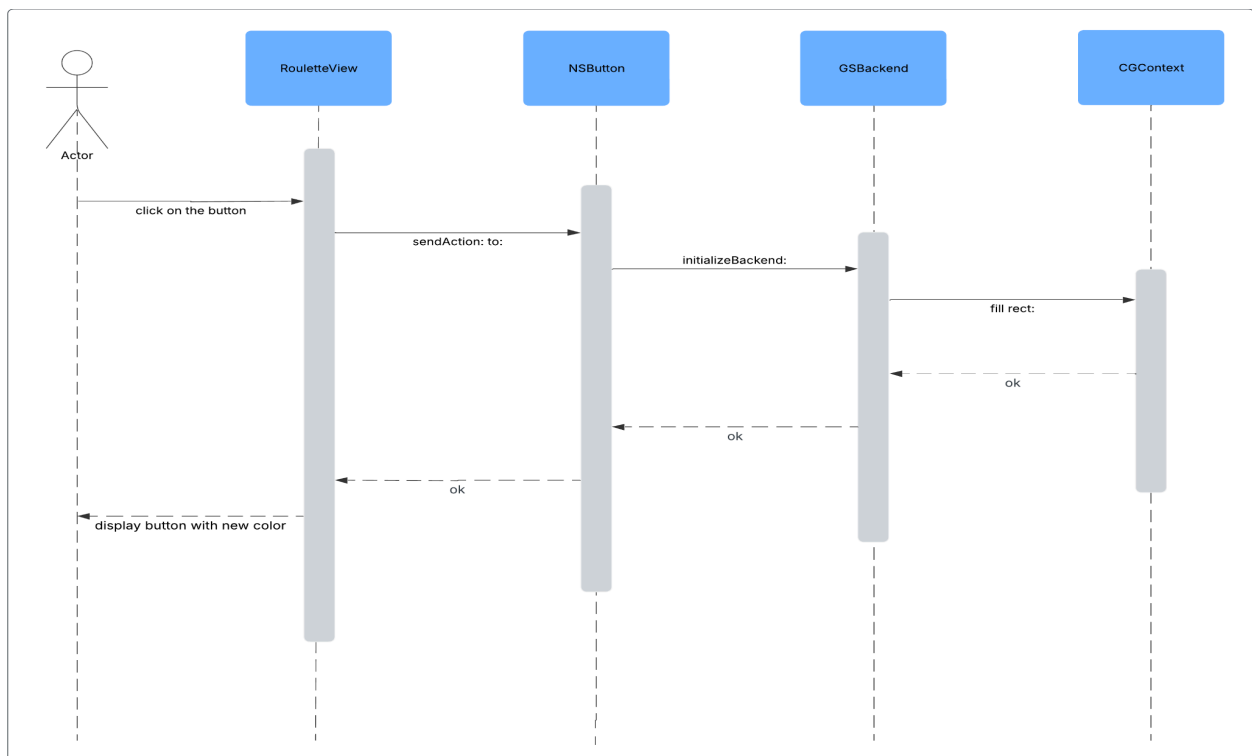 RouletteView
NSButton
GSBackend
CGContext
Actor
click on the button
sendAction: to:
initializeBackend:
fill rect:
ok
ok
ok
display button with new color